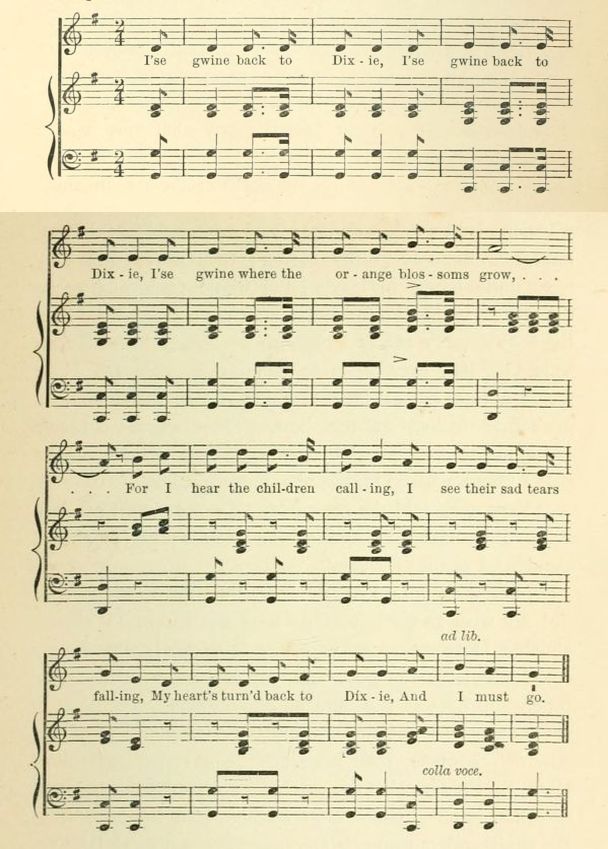 I'se gwine back to Dix - ie, I'se gwine back to
Dix - ie, I'se gwine where the or - ange blos - soms grow, . . .
. . . For I hear the chil-dren call - ing, I see their sad tears
ad lib.
fall-ing, My heart's turn'd back to Dix - ie, And I must go.
colla voce.